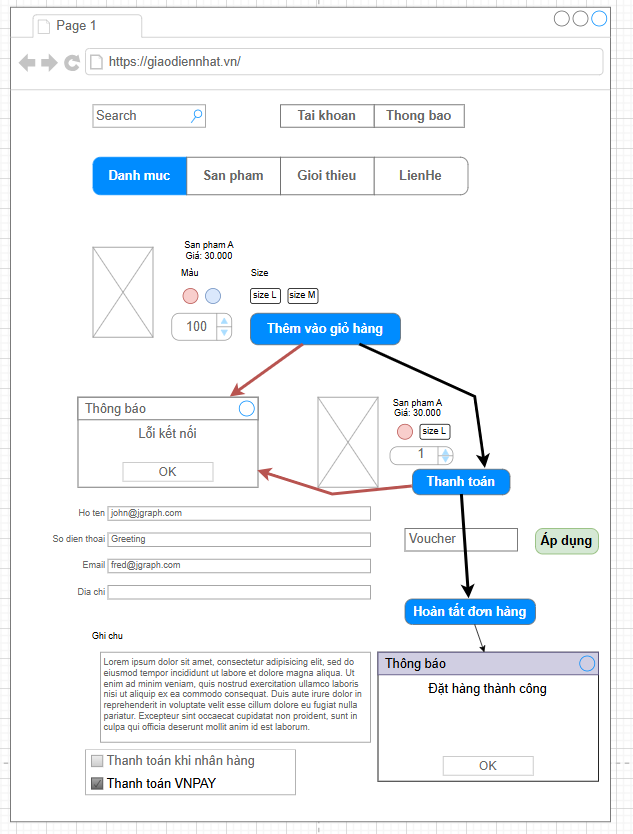 Page 1
https://giaodiennhat.vn/
Search
Tai khoan
Thong bao
Danh muc
San pham
Gioi thieu
LienHe
San pham A
Giá: 30.000
Màu
Size
size L
size M
100
Thêm vào giỏ hàng
Thông báo
Lỗi kết nối
OK
San pham A
Giá: 30.000
size L
1
Thanh toán
Ho ten
john@jgraph.com
So dien thoai
Greeting
Email
fred@jgraph.com
Dia chi
Voucher
Áp dụng
Hoàn tất đơn hàng
Ghi chu
Lorem ipsum dolor sit amet, consectetur adipisicing elit, sed do
eiusmod tempor incididunt ut labore et dolore magna aliqua. Ut
enim ad minim veniam, quis nostrud exercitation ullamco laboris
nisi ut aliquip ex ea commodo consequat. Duis aute irure dolor in
reprehenderit in voluptate velit esse cillum dolore eu fugiat nulla
pariatur. Excepteur sint occaecat cupidatat non proident, sunt in
culpa qui officia deserunt mollit anim id est laborum.
Thông báo
Đặt hàng thành công
OK
Thanh toán khi nhân hàng
Thanh toán VNPAY